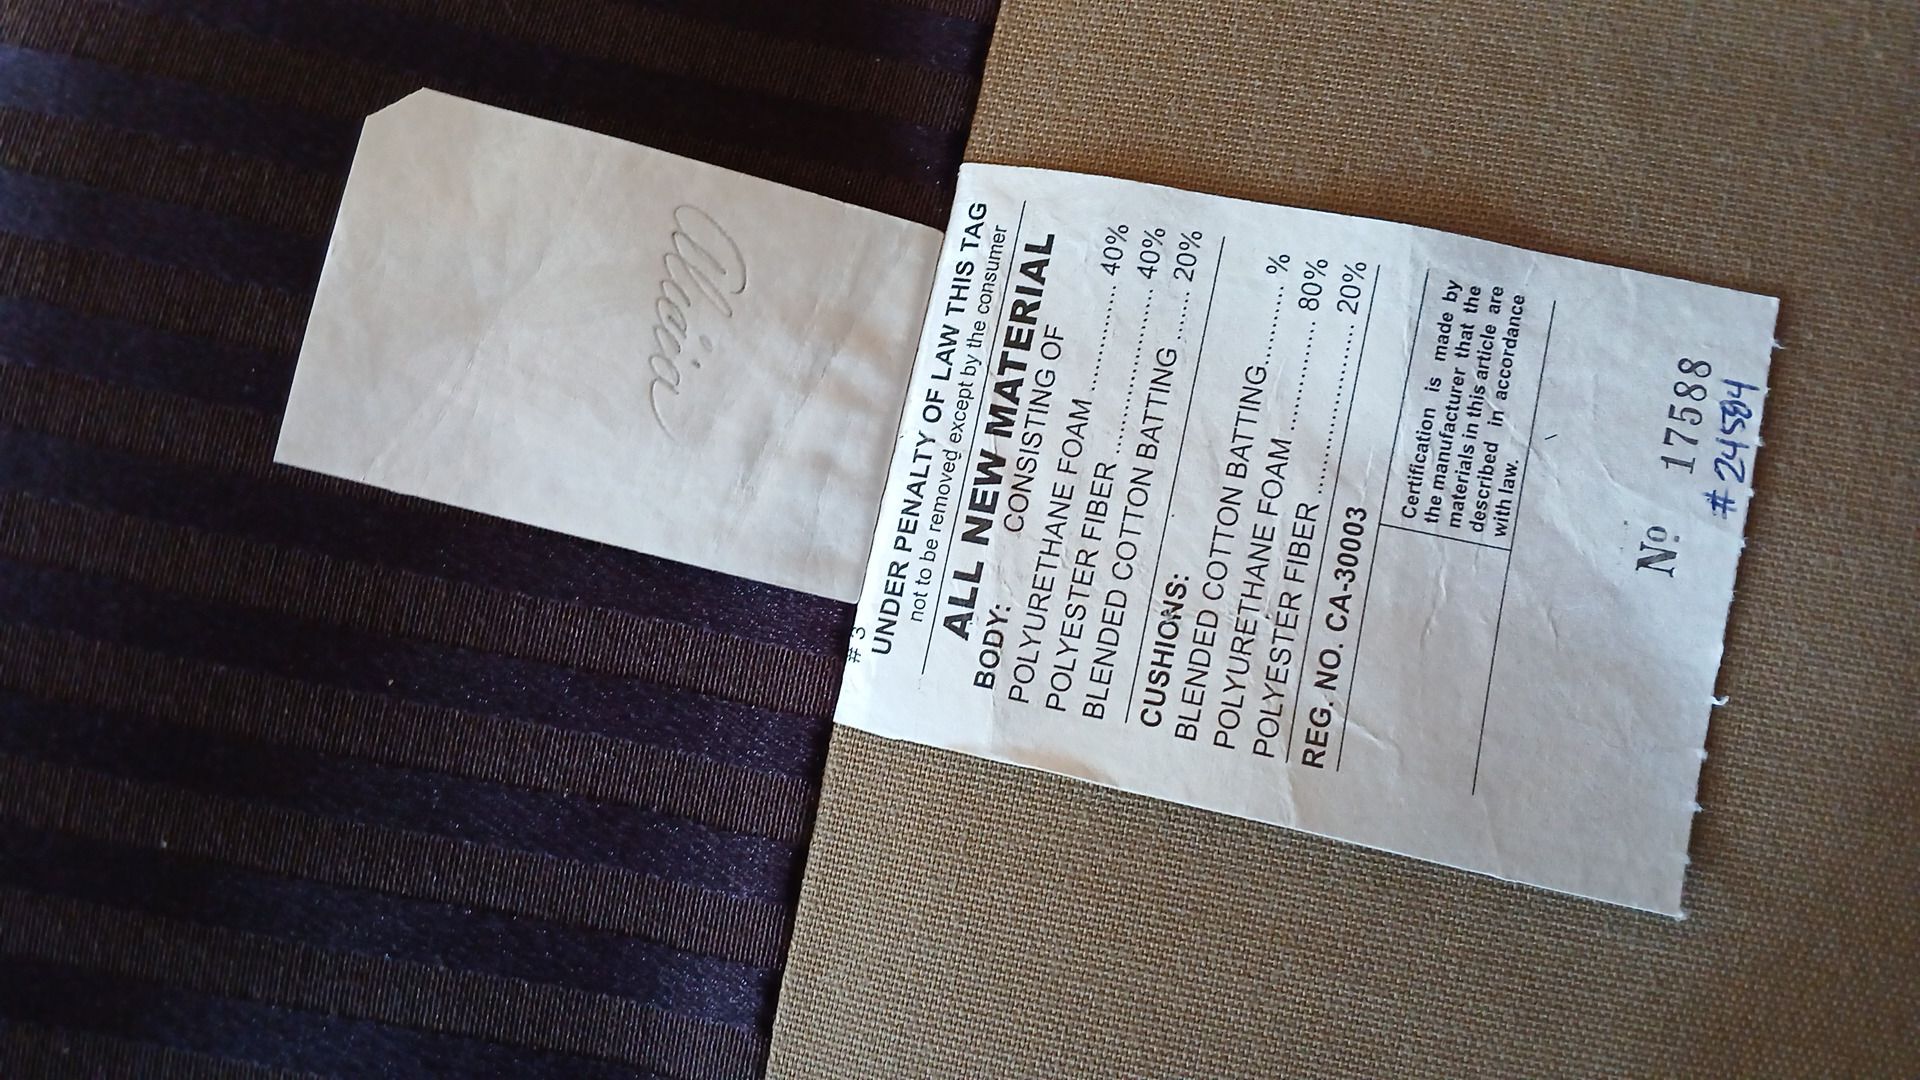 # 3
UNDER PENALTY OF LAW THIS TAG
not to be removed except by the consumer
ALL NEW MATERIAL
BODY: CONSISTING OF
POLYURETHANE FOAM .......... 40%
POLYESTER FIBER .......... 40%
BLENDED COTTON BATTING ....... 20%
CUSHIONS:
BLENDED COTTON BATTING.......... %
POLYURETHANE FOAM .......... 80%
POLYESTER FIBER .......... 20%
REG. NO. CA-30003
Certification is made by
the manufacturer that the
materials in this article are
described in accordance
with law.
Nº 17588